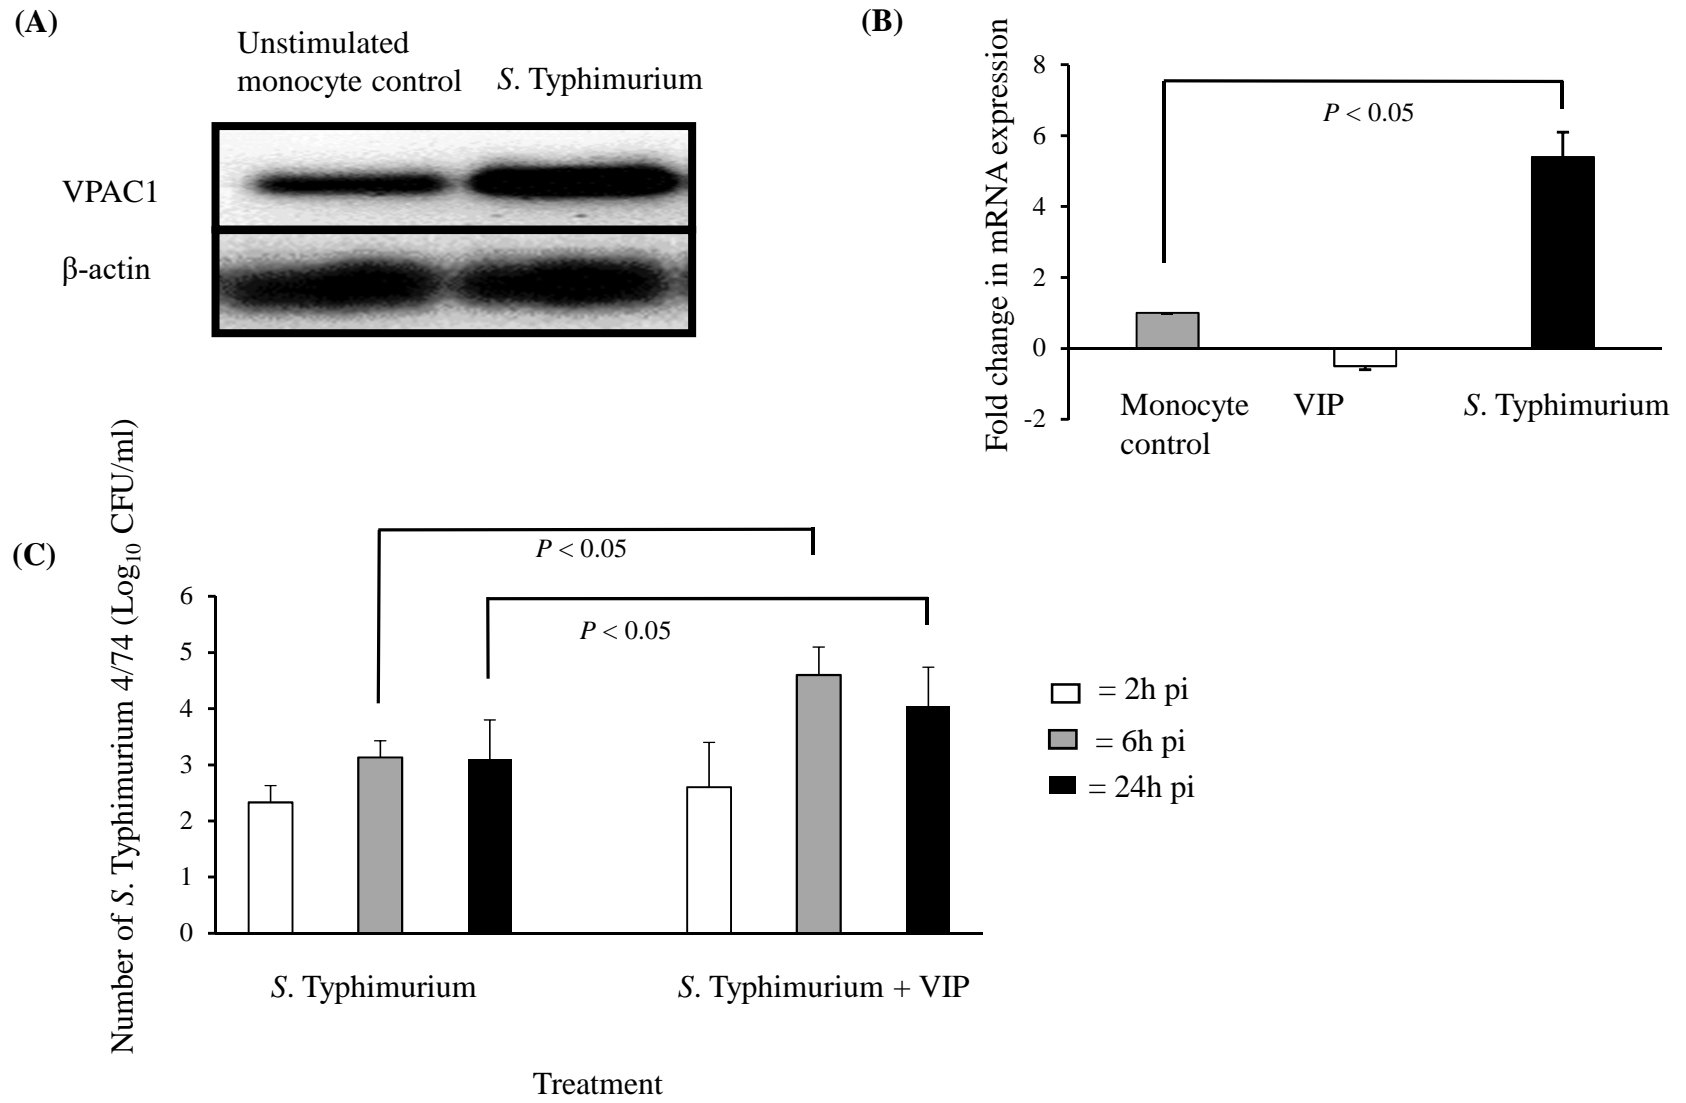 (A)
Unstimulated
monocyte control
S. Typhimurium
VPAC1
β-actin
(B)
Fold change in mRNA expression
8
6
4
2
0
-2
P < 0.05
Monocyte
control
VIP
S. Typhimurium
(C)
Number of S. Typhimurium 4/74 (Log10 CFU/ml)
6
5
4
3
2
1
0
P < 0.05
P < 0.05
S. Typhimurium
S. Typhimurium + VIP
Treatment
= 2h pi
= 6h pi
= 24h pi